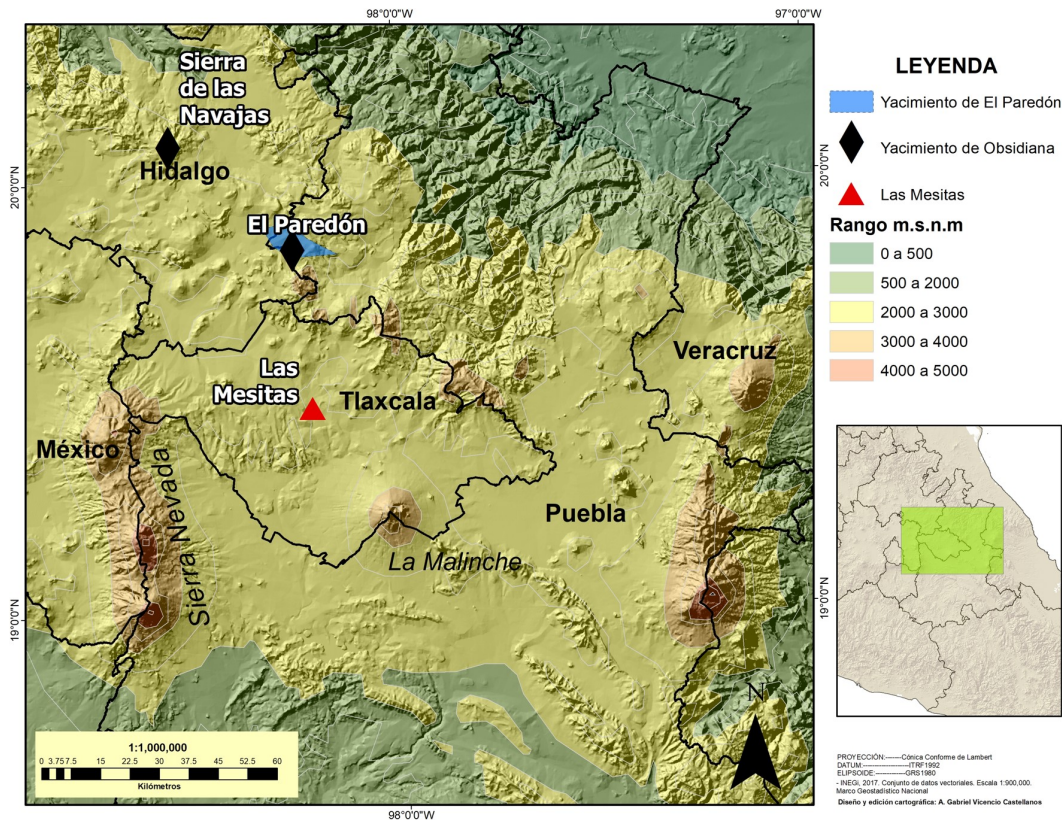 98°0'0"W
97°0'0"W
20°0'0"N
20°0'0"N
19°0'0"N
19°0'0"N
98°0'0"W
Sierra
de las
Navajas
Hidalgo
El Paredón
Las
Mesitas
Tlaxcala
Veracruz
México
Sierra Nevada
Puebla
La Malinche
N
1:1,000,000
0 3.757.5 15 22.5 30 37.5 45 52.5 60
Kilómetros
LEYENDA
Yacimiento de El Paredón
Yacimiento de Obsidiana
Las Mesitas
Rango m.s.n.m
0 a 500
500 a 2000
2000 a 3000
3000 a 4000
4000 a 5000
PROYECCIÓN:-------Cónica Conforme de Lambert
DATUM:-------------------ITRF1992
ELIPSOIDE:------------GRS1980
- INEGI, 2017. Conjunto de datos vectoriales. Escala 1:900,000.
Marco Geostadístico Nacional
Diseño y edición cartográfica: A. Gabriel Vicencio Castellanos